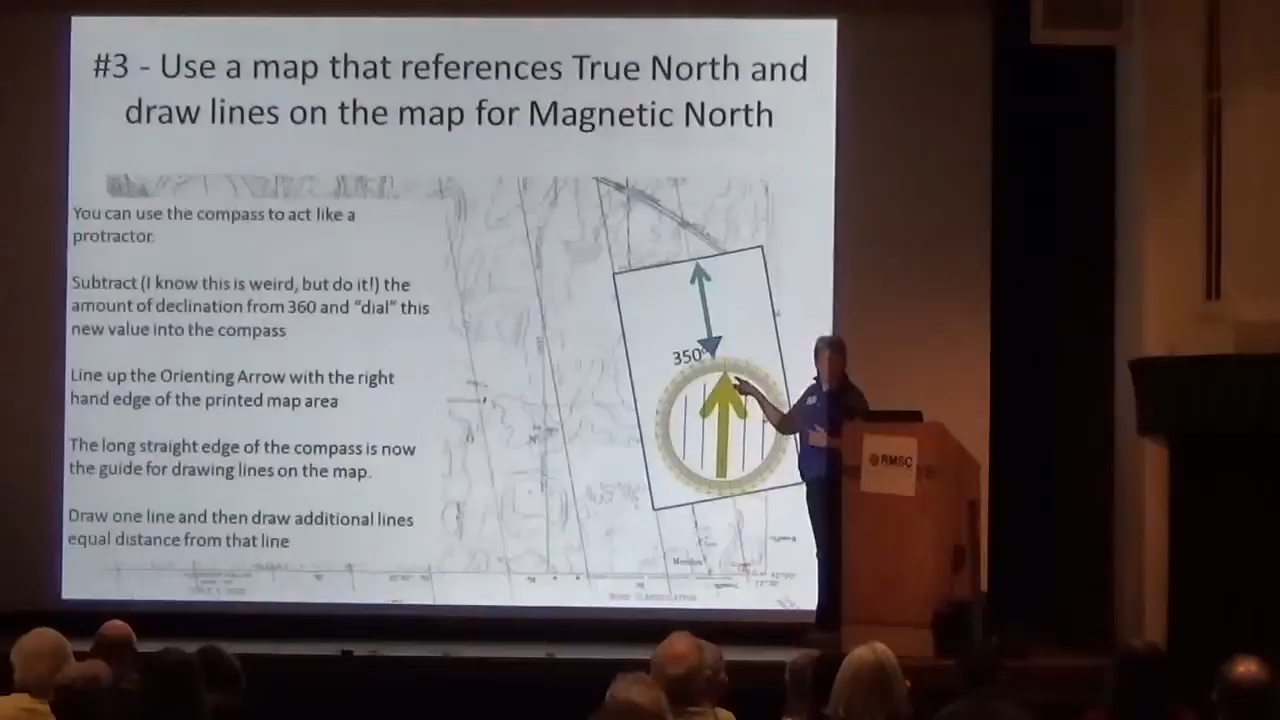 #3 - Use a map that references True North and
draw lines on the map for Magnetic North
You can use the compass to act like a
protractor.
Subtract (I know this is weird, but do it!) the
amount of declination from 360 and "dial" this
new value into the compass
Line up the Orienting Arrow with the right
hand edge of the printed map area
The long straight edge of the compass is now
the guide for drawing lines on the map.
Draw one line and then draw additional lines
equal distance from that line
350°
RMSC